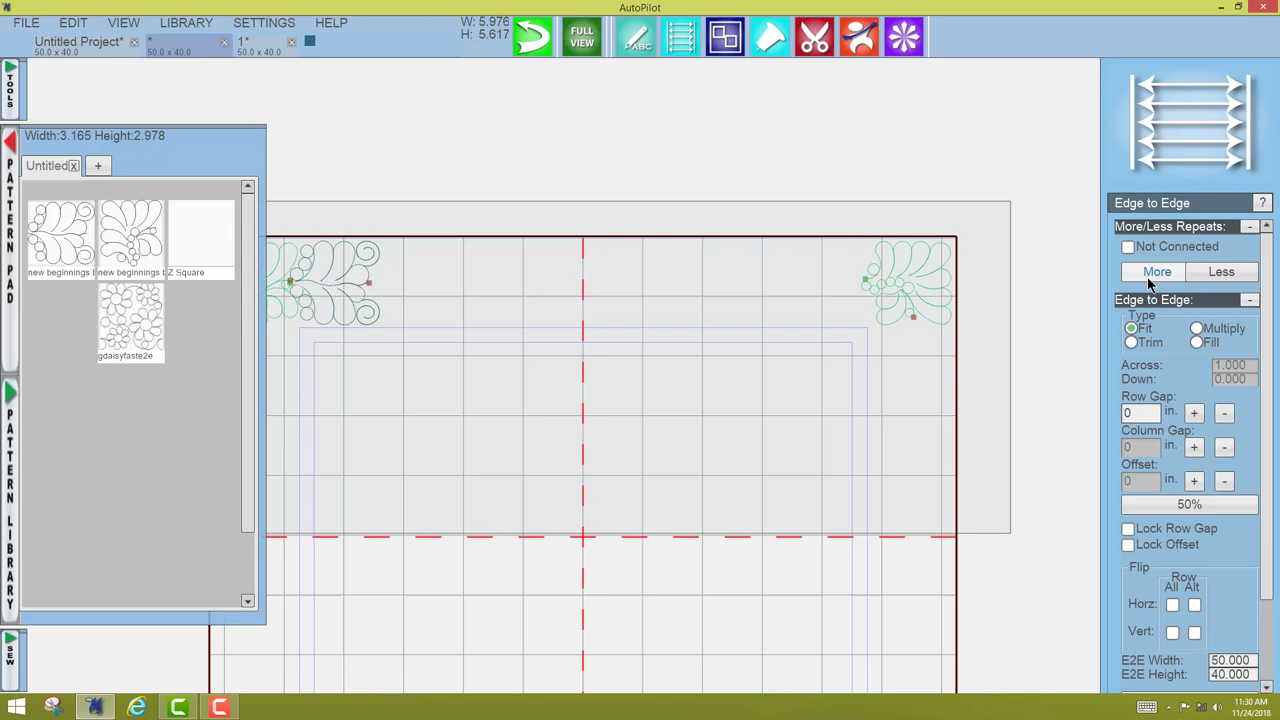 AutoPilot
FILE EDIT VIEW LIBRARY SETTINGS HELP
W: 5.976
H: 5.617
FULL VIEW
ABC
Untitled Project* x
50.0 x 40.0
* x
50.0 x 40.0
1* x
50.0 x 40.0
TOOLS
PATTERN PAD
PATTERN LIBRARY
SEW
Width:3.165 Height:2.978
Untitled x +
new beginnings b new beginnings b Z Square
gdaisyfaste2e
Edge to Edge ?
More/Less Repeats: -
Not Connected
More Less
Edge to Edge: -
Type
Fit Multiply
Trim Fill
Across: 1.000
Down: 0.000
Row Gap:
0 in. + -
Column Gap:
0 in. + -
Offset:
0 in. + -
50%
Lock Row Gap
Lock Offset
Flip
Row
All Alt
Horz:
Vert:
E2E Width: 50.000
E2E Height: 40.000
11:30 AM
11/24/2018